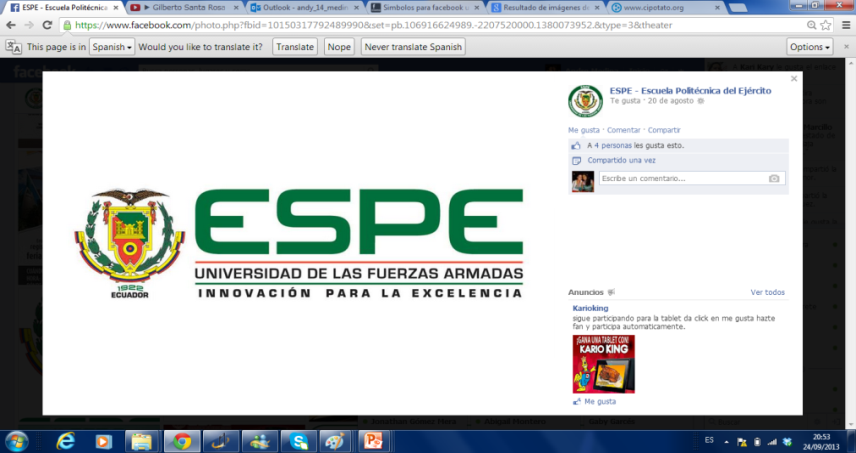 ESPE - Escuela Politécnica
Gilberto Santa Rosa
Outlook - andy_14_medin
Simbolos para facebook
Resultado de imágenes de
www.cipotato.org
https://www.facebook.com/photo.php?fbid=10150317792489990&set=pb.106916624989.-2207520000.1380073952.&type=3&theater
This page is in Spanish Would you like to translate it? Translate Nope Never translate Spanish Options
facebook
ESPE - Escuela Politécnica del Ejército
Te gusta · 20 de agosto
Me gusta · Comentar · Compartir
A 4 personas les gusta esto.
Compartido una vez
Escribe un comentario...
ESPE
UNIVERSIDAD DE LAS FUERZAS ARMADAS
INNOVACIÓN PARA LA EXCELENCIA
1922
ECUADOR
Anuncios Ver todos
Karioking
sigue participando para la tablet da click en me gusta hazte
fan y participa automaticamente.
¡GANA UNA TABLET CON!
KARIO KING
Me gusta
ES
20:53
24/09/2013